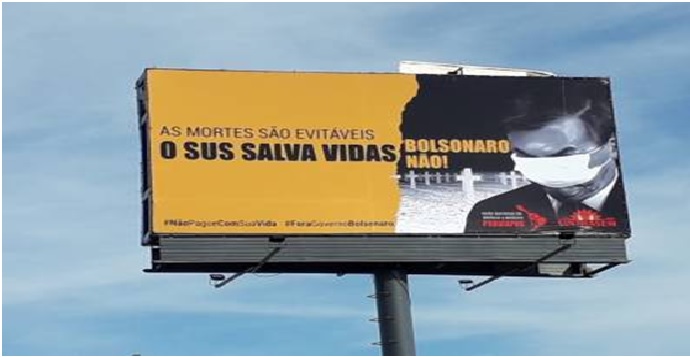 AS MORTES SÃO EVITÁVEIS
O SUS SALVA VIDAS
BOLSONARO
NÃO!
#NãoPagueComSuaVida #ForaGovernoBolsonaro